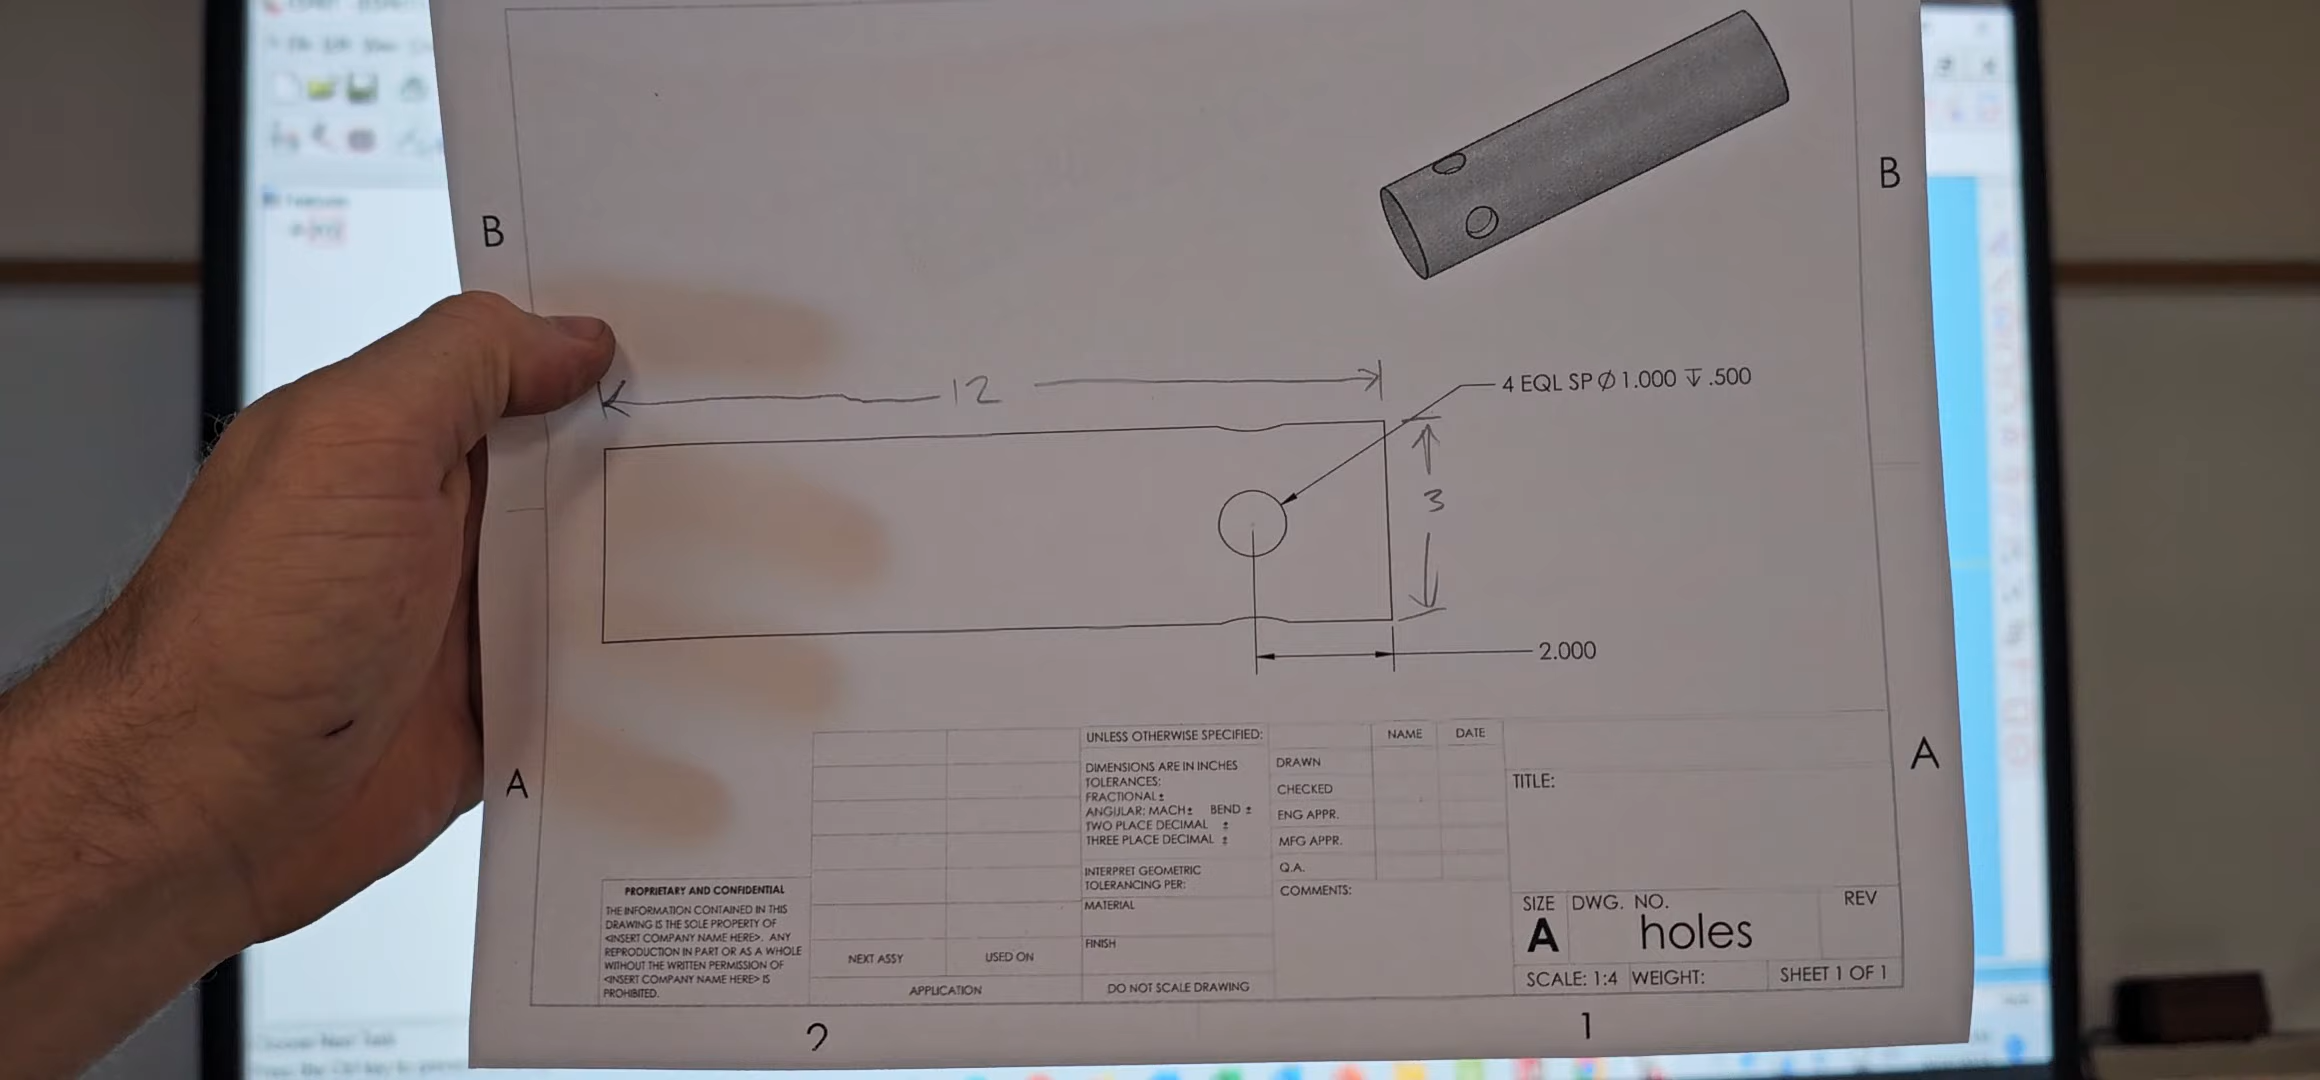 B
B
12
4 EQL SP ⌀ 1.000 ↧ .500
3
2.000
A
A
UNLESS OTHERWISE SPECIFIED:
DIMENSIONS ARE IN INCHES
TOLERANCES:
FRACTIONAL ±
ANGULAR: MACH ± BEND ±
TWO PLACE DECIMAL ±
THREE PLACE DECIMAL ±
INTERPRET GEOMETRIC
TOLERANCING PER:
MATERIAL
FINISH
DO NOT SCALE DRAWING
NAME DATE
DRAWN
CHECKED
ENG APPR.
MFG APPR.
Q.A.
COMMENTS:
TITLE:
SIZE DWG. NO. REV
A holes
SCALE: 1:4 WEIGHT: SHEET 1 OF 1
PROPRIETARY AND CONFIDENTIAL
THE INFORMATION CONTAINED IN THIS
DRAWING IS THE SOLE PROPERTY OF
<INSERT COMPANY NAME HERE>. ANY
REPRODUCTION IN PART OR AS A WHOLE
WITHOUT THE WRITTEN PERMISSION OF
<INSERT COMPANY NAME HERE> IS
PROHIBITED.
NEXT ASSY USED ON
APPLICATION
2 1